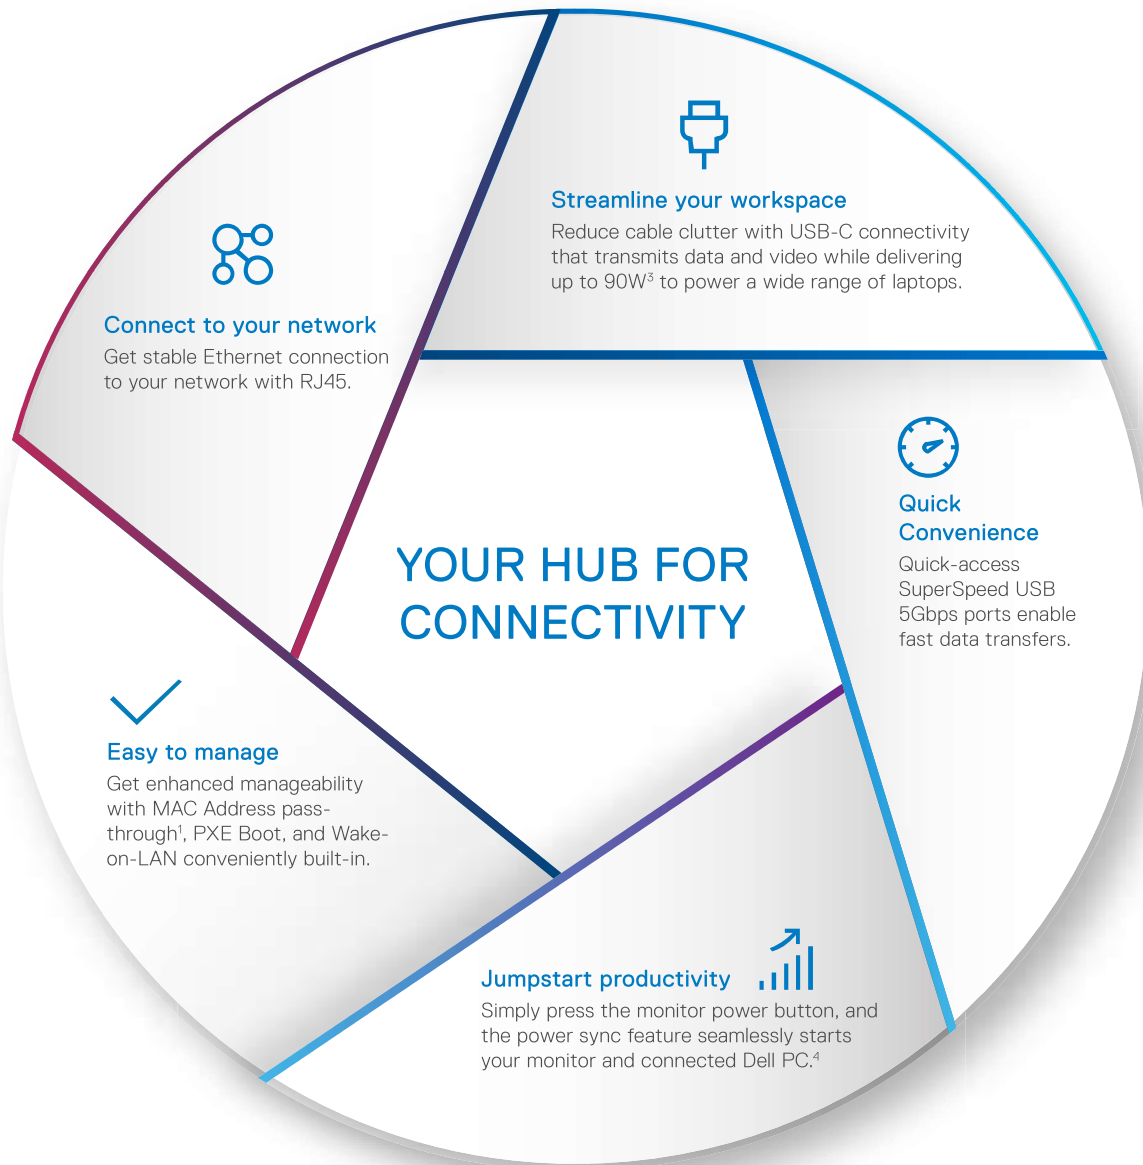 Streamline your workspace
Reduce cable clutter with USB-C connectivity
that transmits data and video while delivering
up to 90W³ to power a wide range of laptops.
Connect to your network
Get stable Ethernet connection
to your network with RJ45.
Quick
Convenience
Quick-access
SuperSpeed USB
5Gbps ports enable
fast data transfers.
YOUR HUB FOR
CONNECTIVITY
Easy to manage
Get enhanced manageability
with MAC Address pass-
through¹, PXE Boot, and Wake-
on-LAN conveniently built-in.
Jumpstart productivity
Simply press the monitor power button, and
the power sync feature seamlessly starts
your monitor and connected Dell PC.⁴